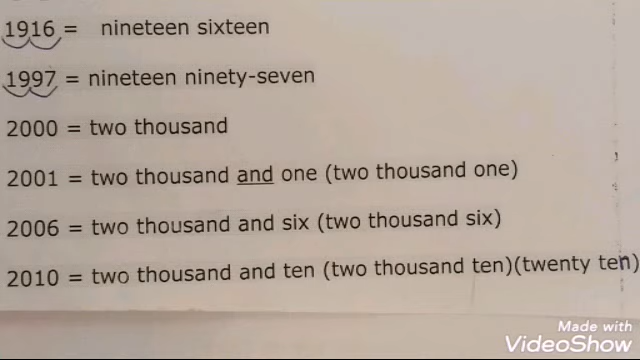 1916 = nineteen sixteen
1997 = nineteen ninety-seven
2000 = two thousand
2001 = two thousand and one (two thousand one)
2006 = two thousand and six (two thousand six)
2010 = two thousand and ten (two thousand ten)(twenty ten)
Made with
VideoShow